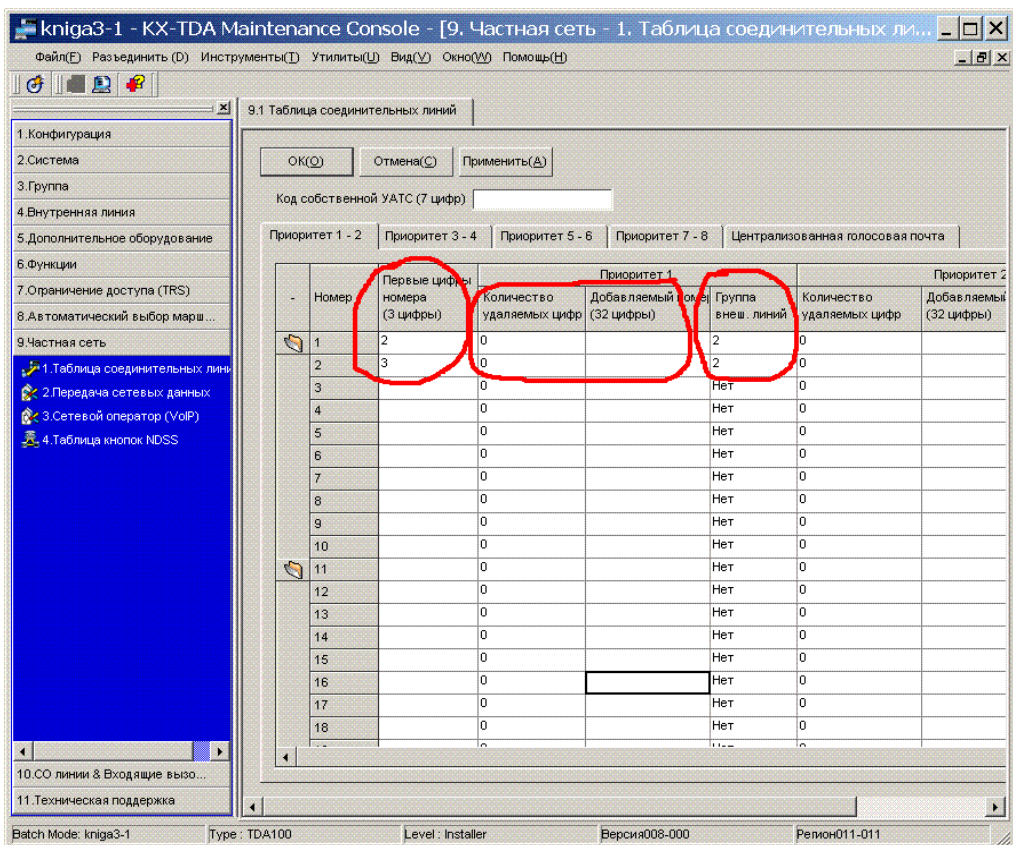 kniga3-1 - KX-TDA Maintenance Console - [9. Частная сеть - 1. Таблица соединительных ли...
Файл(F) Разъединить (D) Инструменты(T) Утилиты(U) Вид(V) Окно(W) Помощь(H)
9.1 Таблица соединительных линий
1.Конфигурация
2.Система
3.Группа
4.Внутренняя линия
5.Дополнительное оборудование
6.Функции
7.Ограничение доступа (TRS)
8.Автоматический выбор марш...
9.Частная сеть
1.Таблица соединительных лини
2.Передача сетевых данных
3.Сетевой оператор (VoIP)
4.Таблица кнопок NDSS
10.CO линии & Входящие вызо...
11.Техническая поддержка
OK(O) Отмена(C) Применить(A)
Код собственной УАТС (7 цифр)
Приоритет 1 - 2 Приоритет 3 - 4 Приоритет 5 - 6 Приоритет 7 - 8 Централизованная голосовая почта
Приоритет 1 Приоритет 2
- Номер Первые цифры номера (3 цифры) Количество удаляемых цифр Добавляемый номер (32 цифры) Группа внеш. линий Количество удаляемых цифр Добавляемый (32 цифры)
1 2 0 2 0
2 3 0 2 0
3 0 Нет 0
4 0 Нет 0
5 0 Нет 0
6 0 Нет 0
7 0 Нет 0
8 0 Нет 0
9 0 Нет 0
10 0 Нет 0
11 0 Нет 0
12 0 Нет 0
13 0 Нет 0
14 0 Нет 0
15 0 Нет 0
16 0 Нет 0
17 0 Нет 0
18 0 Нет 0
Batch Mode: kniga3-1 Type : TDA100 Level : Installer Версия008-000 Регион011-011